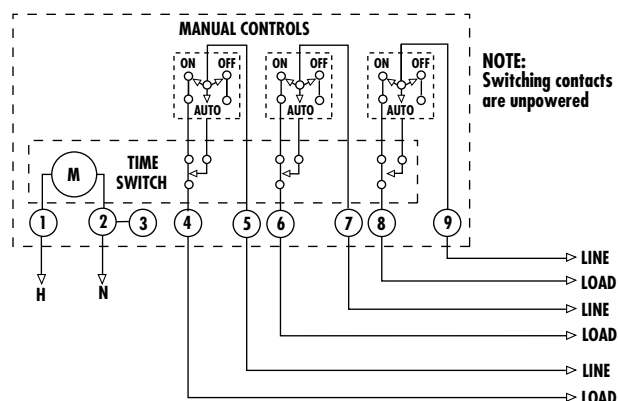 MANUAL CONTROLS
ON OFF ON OFF ON OFF
AUTO AUTO AUTO
NOTE:
Switching contacts
are unpowered
TIME
SWITCH
M
1 2 3 4 5 6 7 8 9
H N
LINE
LOAD
LINE
LOAD
LINE
LOAD